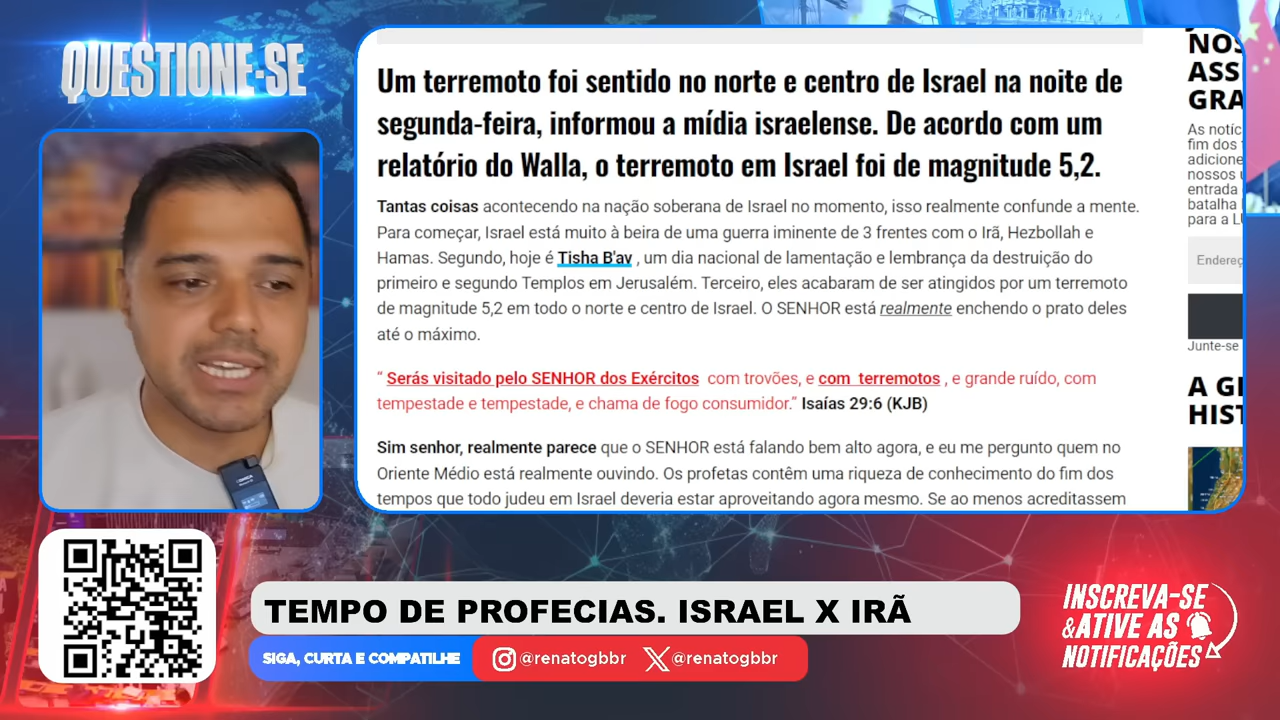 QUESTIONE-SE
Um terremoto foi sentido no norte e centro de Israel na noite de
segunda-feira, informou a mídia israelense. De acordo com um
relatório do Walla, o terremoto em Israel foi de magnitude 5,2.
Tantas coisas acontecendo na nação soberana de Israel no momento, isso realmente confunde a mente.
Para começar, Israel está muito à beira de uma guerra iminente de 3 frentes com o Irã, Hezbollah e
Hamas. Segundo, hoje é Tisha B'av , um dia nacional de lamentação e lembrança da destruição do
primeiro e segundo Templos em Jerusalém. Terceiro, eles acabaram de ser atingidos por um terremoto
de magnitude 5,2 em todo o norte e centro de Israel. O SENHOR está realmente enchendo o prato deles
até o máximo.
“ Serás visitado pelo SENHOR dos Exércitos com trovões, e com terremotos , e grande ruído, com
tempestade e tempestade, e chama de fogo consumidor.” Isaías 29:6 (KJB)
Sim senhor, realmente parece que o SENHOR está falando bem alto agora, e eu me pergunto quem no
Oriente Médio está realmente ouvindo. Os profetas contêm uma riqueza de conhecimento do fim dos
tempos que todo judeu em Israel deveria estar aproveitando agora mesmo. Se ao menos acreditassem
NOS
ASS
GRA
As notíc
fim dos
adicione
nossos u
entrada
batalha
para a L
Endereç
Junte-se
A G
HIST
TEMPO DE PROFECIAS. ISRAEL X IRÃ
SIGA, CURTA E COMPATILHE
@renatogbbr
@renatogbbr
INSCREVA-SE
&ATIVE AS
NOTIFICAÇÕES